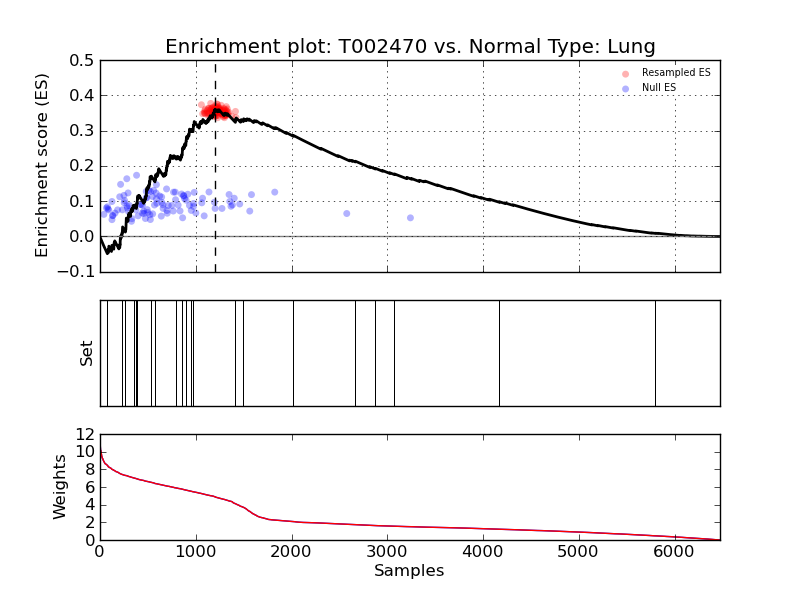 Enrichment plot: T002470 vs. Normal Type: Lung
Enrichment score (ES)
0.5
0.4
0.3
0.2
0.1
0.0
−0.1
Resampled ES
Null ES
Set
Weights
12
10
8
6
4
2
0
0 1000 2000 3000 4000 5000 6000
Samples